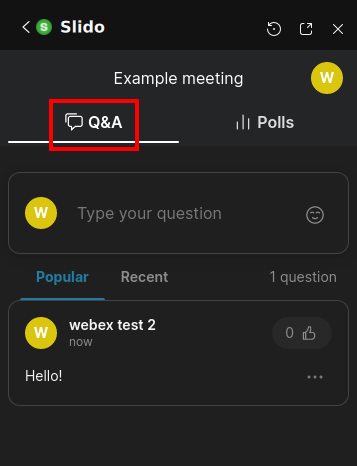 S Slido
Example meeting
W
Q&A
Polls
W
Type your question
Popular
Recent
1 question
W
webex test 2
now
0
Hello!